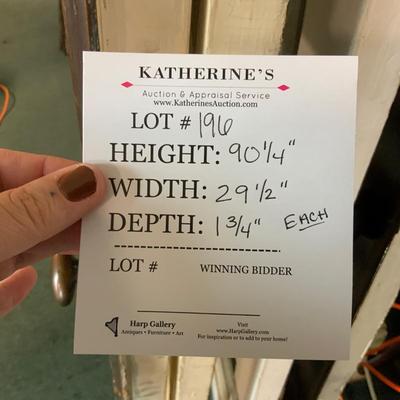 KATHERINE'S
Auction & Appraisal Service
www.KatherinesAuction.com
LOT # 196
HEIGHT: 90 1/4"
WIDTH: 29 1/2"
DEPTH: 1 3/4" EACH
LOT # WINNING BIDDER
Harp Gallery
Antiques • Furniture • Art
Visit
www.HarpGallery.com
For inspiration or to add to your home!